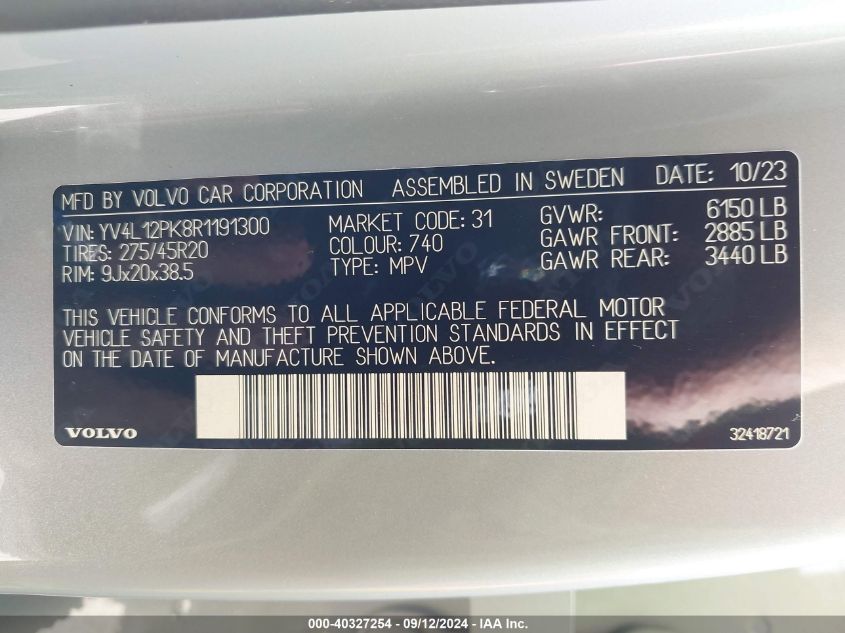 MFD BY VOLVO CAR CORPORATION ASSEMBLED IN SWEDEN DATE: 10/23
VIN: YV4L12PK8R1191300 MARKET CODE: 31 GVWR: 6150 LB
TIRES: 275/45R20 COLOUR: 740 GAWR FRONT: 2885 LB
RIM: 9Jx20x38.5 TYPE: MPV GAWR REAR: 3440 LB
THIS VEHICLE CONFORMS TO ALL APPLICABLE FEDERAL MOTOR
VEHICLE SAFETY AND THEFT PREVENTION STANDARDS IN EFFECT
ON THE DATE OF MANUFACTURE SHOWN ABOVE.
VOLVO 32418721
000-40327254 - 09/12/2024 - IAA Inc.